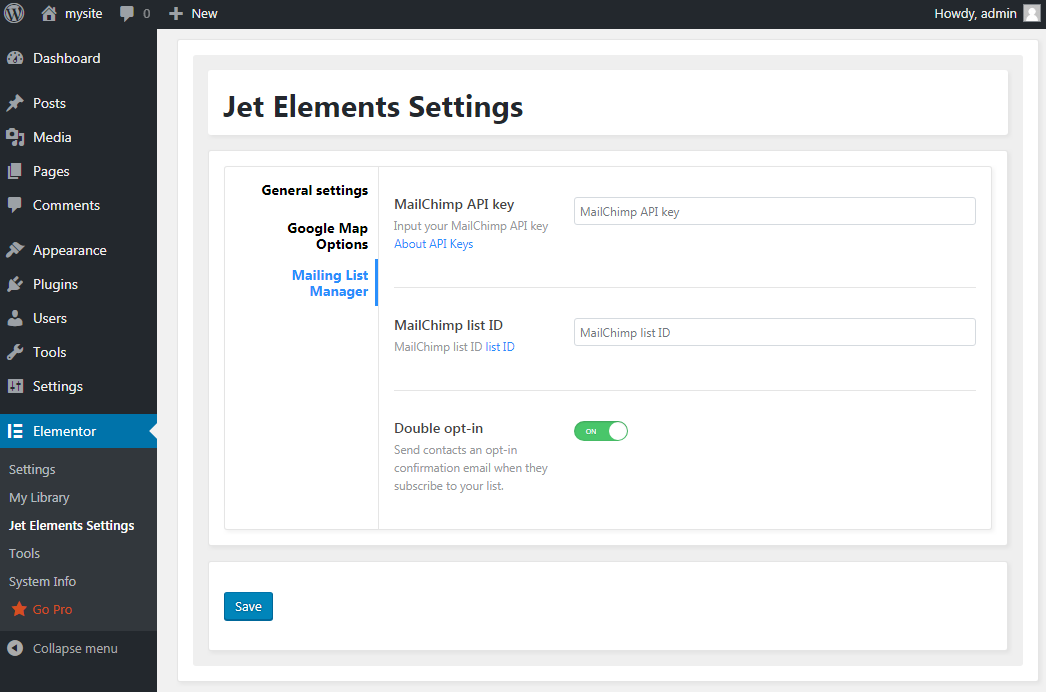 mysite 0 New Howdy, admin
Dashboard
Posts
Media
Pages
Comments
Appearance
Plugins
Users
Tools
Settings
Elementor
Settings
My Library
Jet Elements Settings
Tools
System Info
Go Pro
Collapse menu
Jet Elements Settings
General settings
Google Map
Options
Mailing List
Manager
MailChimp API key
Input your MailChimp API key
About API Keys
MailChimp API key
MailChimp list ID
MailChimp list ID list ID
MailChimp list ID
Double opt-in
Send contacts an opt-in
confirmation email when they
subscribe to your list.
ON
Save